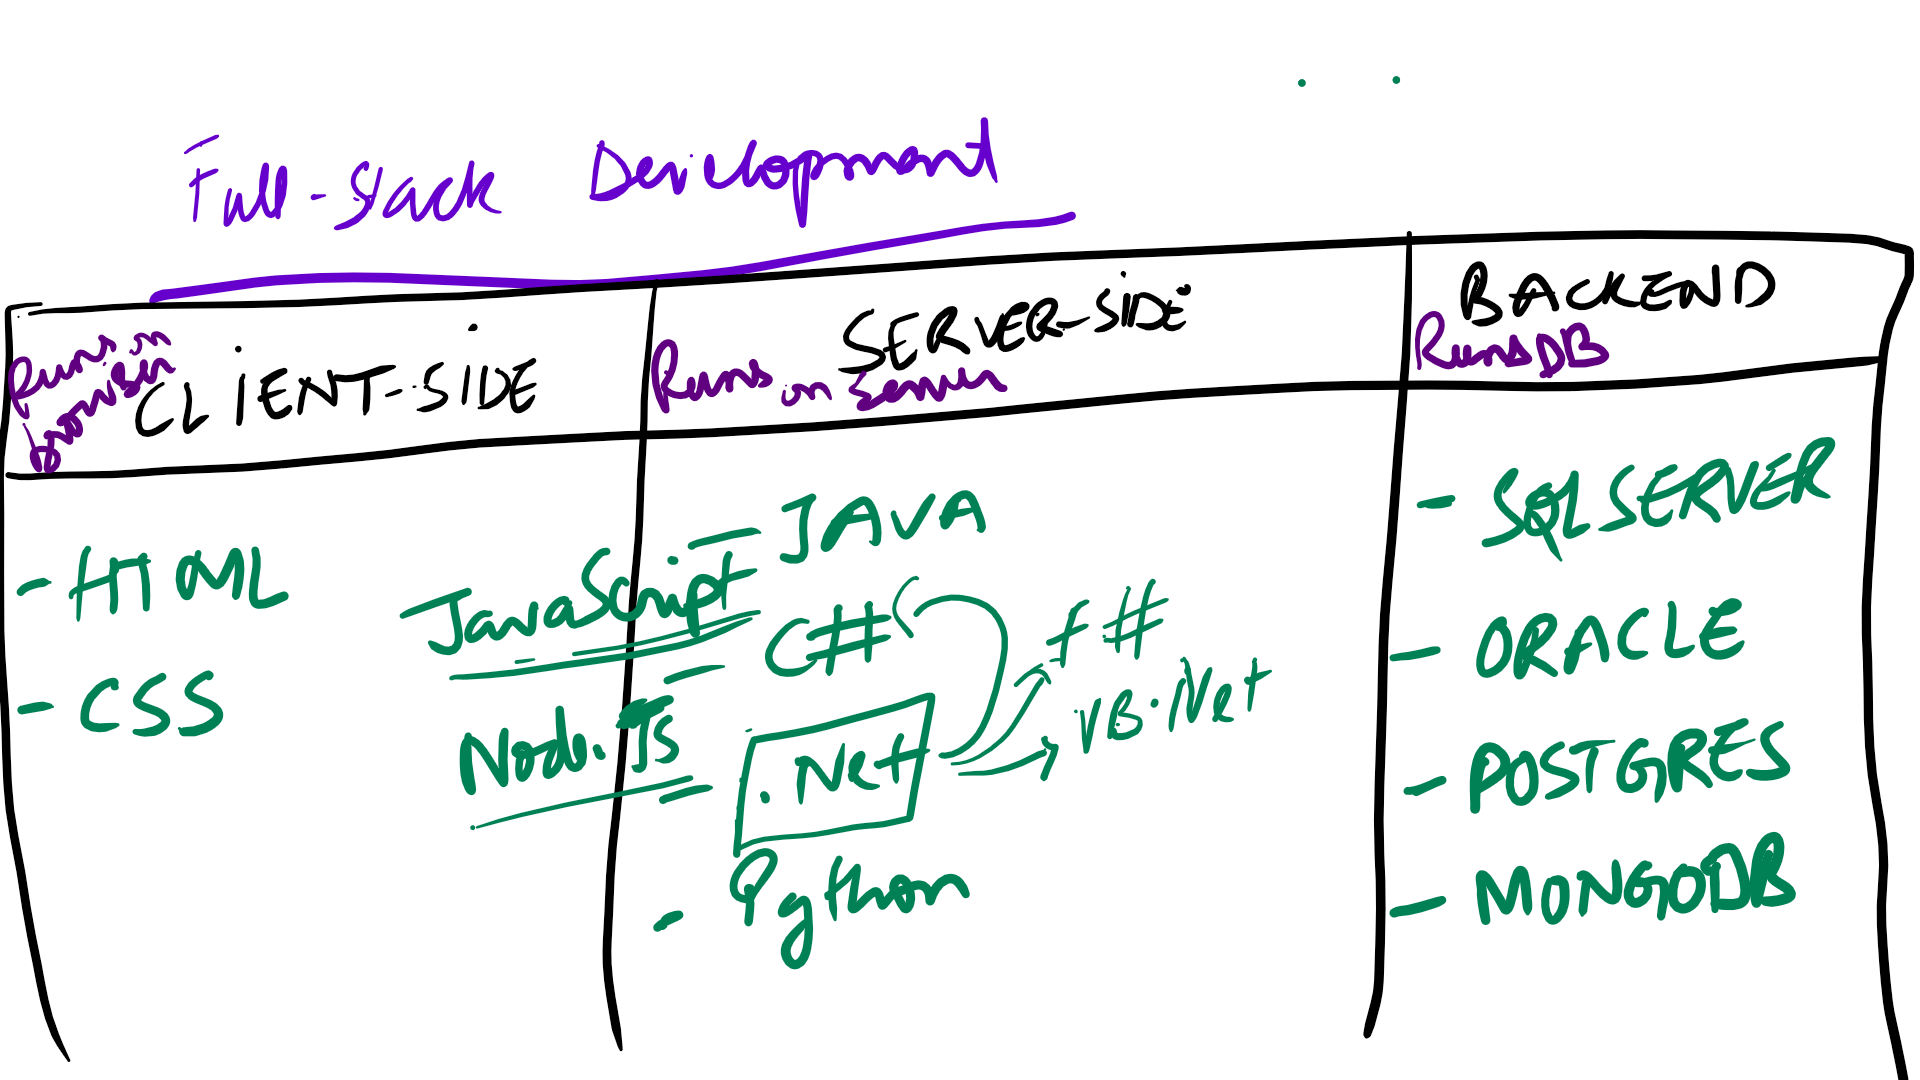 Full-Stack Development
Runs in browser
CLIENT-SIDE
SERVER-SIDE
Runs on Server
BACKEND
Runs DB
- HTML
- CSS
JavaScript
Node.Js
- JAVA
- C#
f#
VB.Net
- .Net
- Python
- SQL SERVER
- ORACLE
- POSTGRES
- MONGODB